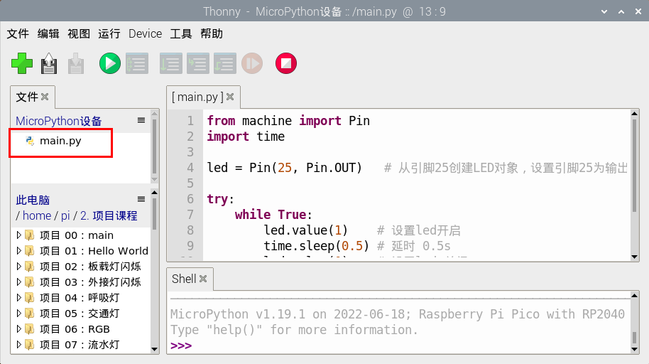 Thonny - MicroPython设备 :: /main.py @ 13 : 9
文件 编辑 视图 运行 Device 工具 帮助
文件
MicroPython设备
main.py
此电脑
/ home / pi / 2. 项目课程
项目 00：main
项目 01：Hello World
项目 02：板载灯闪烁
项目 03：外接灯闪烁
项目 04：呼吸灯
项目 05：交通灯
项目 06：RGB
项目 07：流水灯
[ main.py ]
1 from machine import Pin
2 import time
3
4 led = Pin(25, Pin.OUT) # 从引脚25创建LED对象，设置引脚25为输出
5
6 try:
7 while True:
8 led.value(1) # 设置led开启
9 time.sleep(0.5) # 延时 0.5s
Shell
MicroPython v1.19.1 on 2022-06-18; Raspberry Pi Pico with RP2040
Type "help()" for more information.
>>>